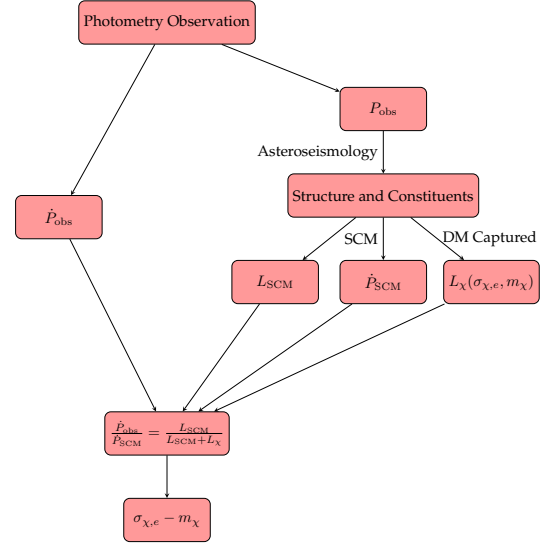 Photometry Observation
P_obs
Asteroseismology
Structure and Constituents
Ṗ_obs
SCM
DM Captured
L_SCM
Ṗ_SCM
L_χ(σ_χ,e, m_χ)
Ṗ_obs/Ṗ_SCM = L_SCM/(L_SCM+L_χ)
σ_χ,e − m_χ